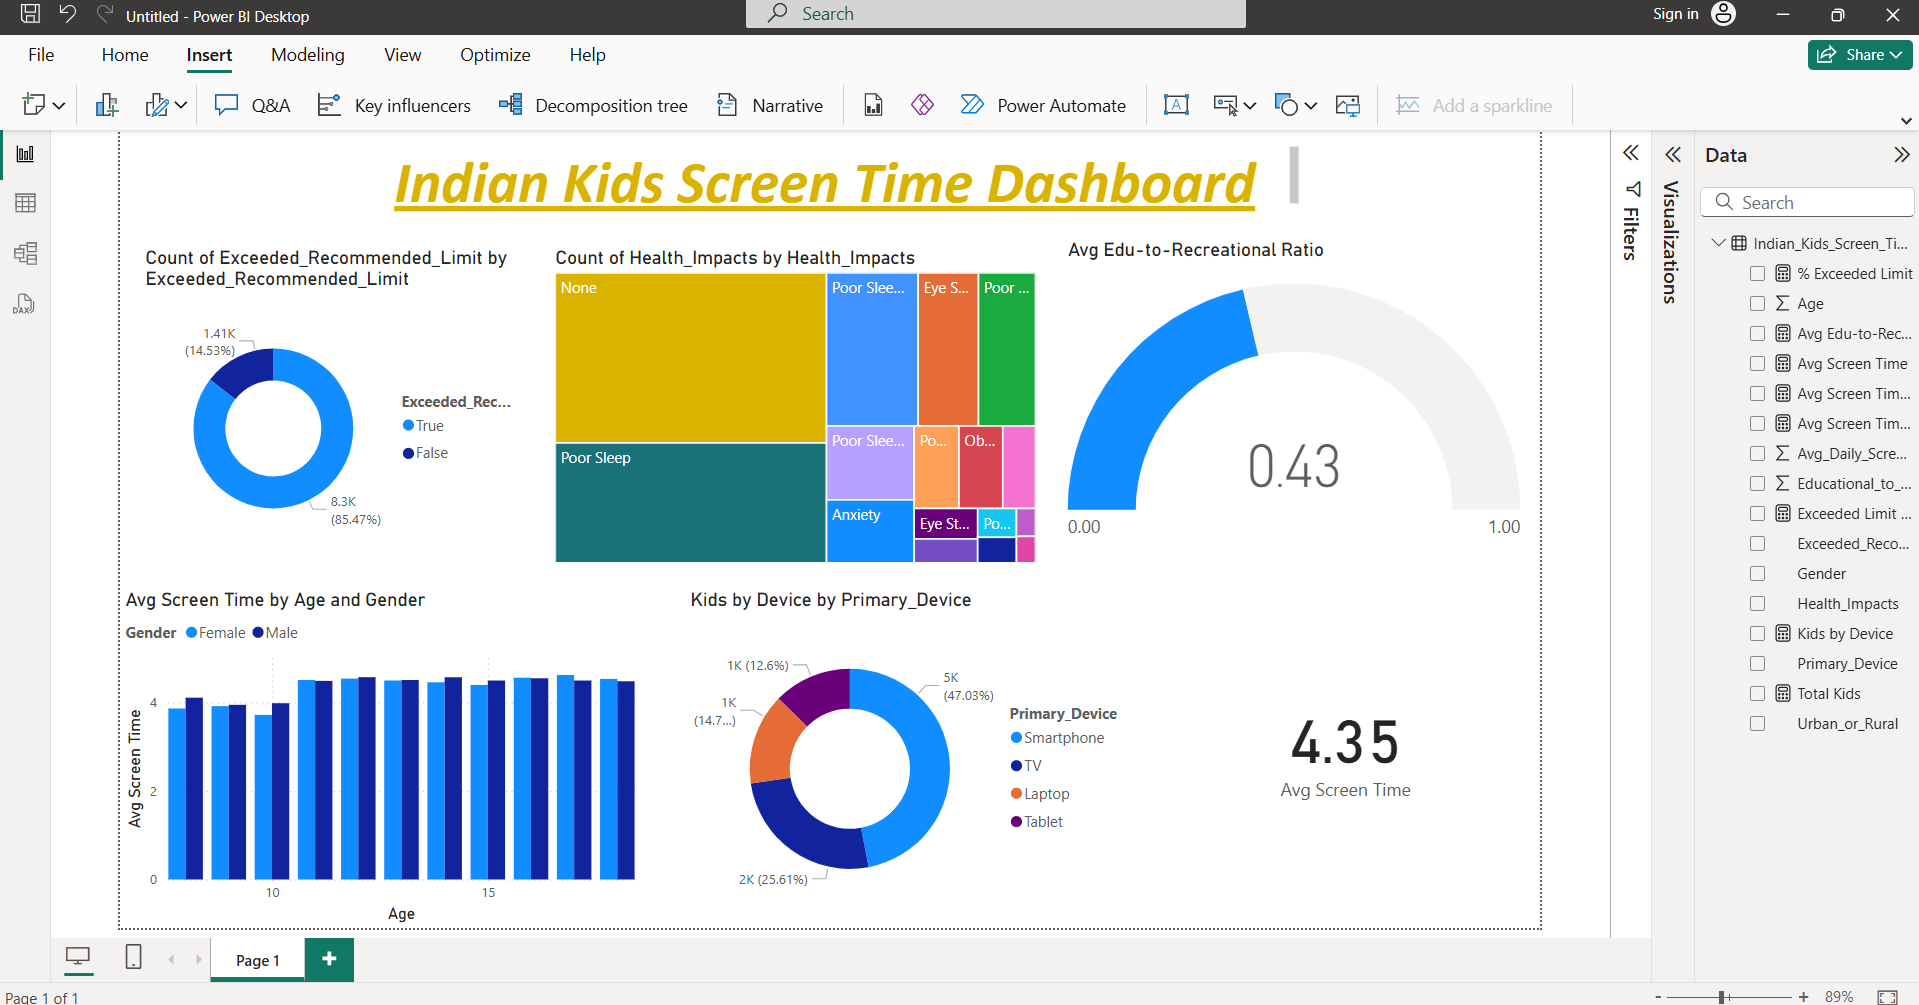 Untitled - Power BI Desktop
Search
Sign in
File Home Insert Modeling View Optimize Help
Share
Q&A Key influencers Decomposition tree Narrative Power Automate Add a sparkline
Indian Kids Screen Time Dashboard
Count of Exceeded_Recommended_Limit by
Exceeded_Recommended_Limit
1.41K
(14.53%)
8.3K
(85.47%)
Exceeded_Rec...
True
False
Count of Health_Impacts by Health_Impacts
None
Poor Sleep
Poor Slee...
Eye S...
Poor ...
Poor Slee...
Po...
Ob...
Anxiety
Eye St...
Po...
Avg Edu-to-Recreational Ratio
0.43
0.00
1.00
Avg Screen Time by Age and Gender
Gender Female Male
Avg Screen Time
4
2
0
10
15
Age
Kids by Device by Primary_Device
1K (12.6%)
1K
(14.7...)
5K
(47.03%)
2K (25.61%)
Primary_Device
Smartphone
TV
Laptop
Tablet
4.35
Avg Screen Time
Filters
Visualizations
Data
Search
Indian_Kids_Screen_Ti...
% Exceeded Limit
Age
Avg Edu-to-Rec...
Avg Screen Time
Avg Screen Tim...
Avg Screen Tim...
Avg_Daily_Scre...
Educational_to_...
Exceeded Limit ...
Exceeded_Reco...
Gender
Health_Impacts
Kids by Device
Primary_Device
Total Kids
Urban_or_Rural
DAX
A
Page 1
+
Page 1 of 1
- + 89%